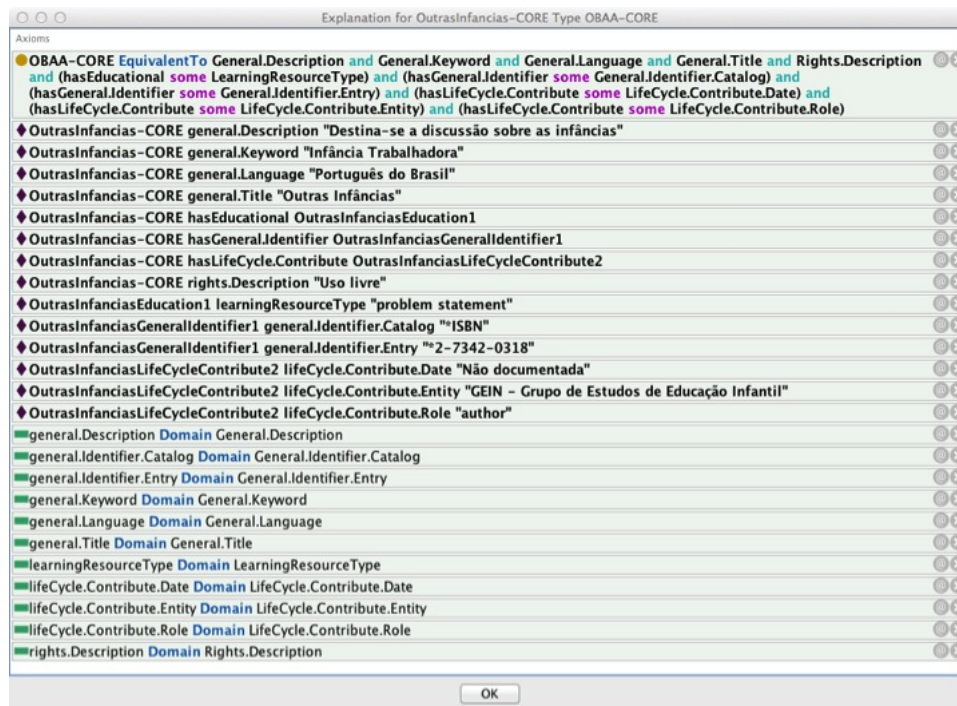 Explanation for OutrasInfancias-CORE Type OBAA-CORE
Axioms
OBAA-CORE EquivalentTo General.Description and General.Keyword and General.Language and General.Title and Rights.Description
and (hasEducational some LearningResourceType) and (hasGeneral.Identifier some General.Identifier.Catalog) and
(hasGeneral.Identifier some General.Identifier.Entry) and (hasLifeCycle.Contribute some LifeCycle.Contribute.Date) and
(hasLifeCycle.Contribute some LifeCycle.Contribute.Entity) and (hasLifeCycle.Contribute some LifeCycle.Contribute.Role)
OutrasInfancias-CORE general.Description "Destina-se a discussão sobre as infâncias"
OutrasInfancias-CORE general.Keyword "Infância Trabalhadora"
OutrasInfancias-CORE general.Language "Português do Brasil"
OutrasInfancias-CORE general.Title "Outras Infâncias"
OutrasInfancias-CORE hasEducational OutrasInfanciasEducation1
OutrasInfancias-CORE hasGeneral.Identifier OutrasInfanciasGeneralIdentifier1
OutrasInfancias-CORE hasLifeCycle.Contribute OutrasInfanciasLifeCycleContribute2
OutrasInfancias-CORE rights.Description "Uso livre"
OutrasInfanciasEducation1 learningResourceType "problem statement"
OutrasInfanciasGeneralIdentifier1 general.Identifier.Catalog "*ISBN"
OutrasInfanciasGeneralIdentifier1 general.Identifier.Entry "*2-7342-0318"
OutrasInfanciasLifeCycleContribute2 lifeCycle.Contribute.Date "Não documentada"
OutrasInfanciasLifeCycleContribute2 lifeCycle.Contribute.Entity "GEIN - Grupo de Estudos de Educação Infantil"
OutrasInfanciasLifeCycleContribute2 lifeCycle.Contribute.Role "author"
general.Description Domain General.Description
general.Identifier.Catalog Domain General.Identifier.Catalog
general.Identifier.Entry Domain General.Identifier.Entry
general.Keyword Domain General.Keyword
general.Language Domain General.Language
general.Title Domain General.Title
learningResourceType Domain LearningResourceType
lifeCycle.Contribute.Date Domain LifeCycle.Contribute.Date
lifeCycle.Contribute.Entity Domain LifeCycle.Contribute.Entity
lifeCycle.Contribute.Role Domain LifeCycle.Contribute.Role
rights.Description Domain Rights.Description
OK